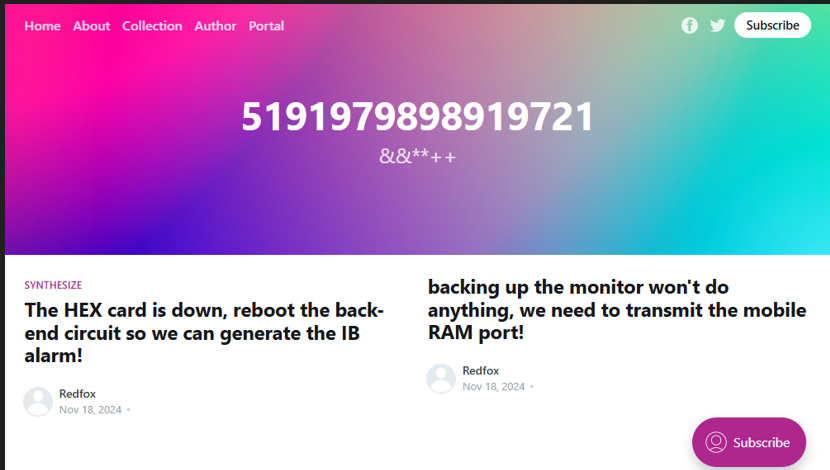 Home About Collection Author Portal
Subscribe
5191979898919721
&&**++
SYNTHESIZE
The HEX card is down, reboot the back-
end circuit so we can generate the IB
alarm!
Redfox
Nov 18, 2024 •
backing up the monitor won't do
anything, we need to transmit the mobile
RAM port!
Redfox
Nov 18, 2024 •
Subscribe